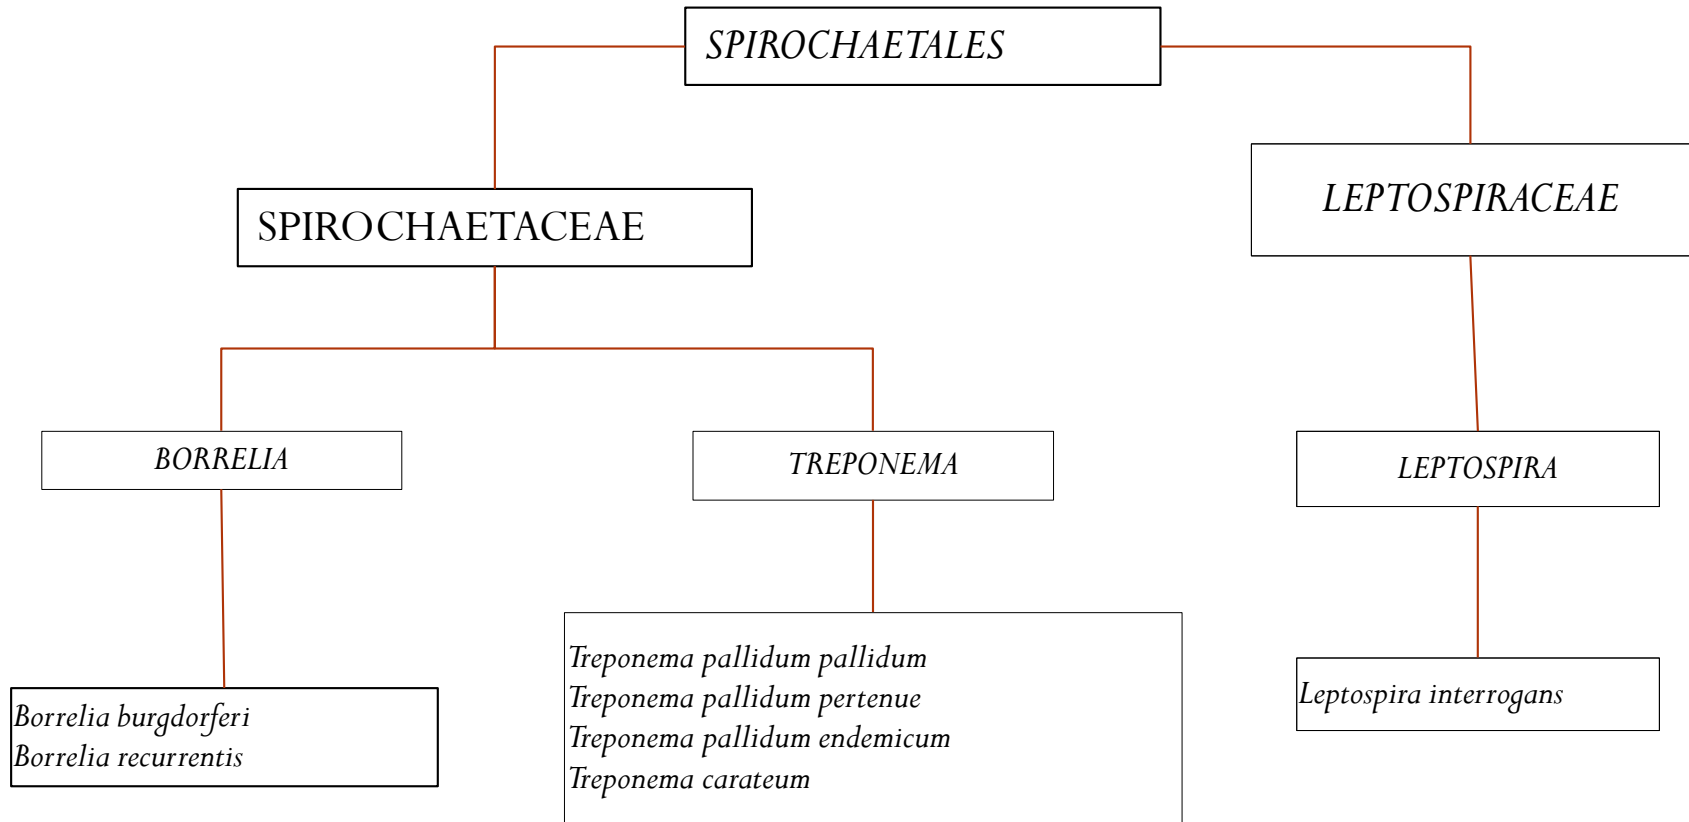 SPIROCHAETALES
LEPTOSPIRACEAE
SPIROCHAETACEAE
BORRELIA
TREPONEMA
LEPTOSPIRA
Treponema pallidum pallidum
Treponema pallidum pertenue
Treponema pallidum endemicum
Treponema carateum
Leptospira interrogans
Borrelia burgdorferi
Borrelia recurrentis